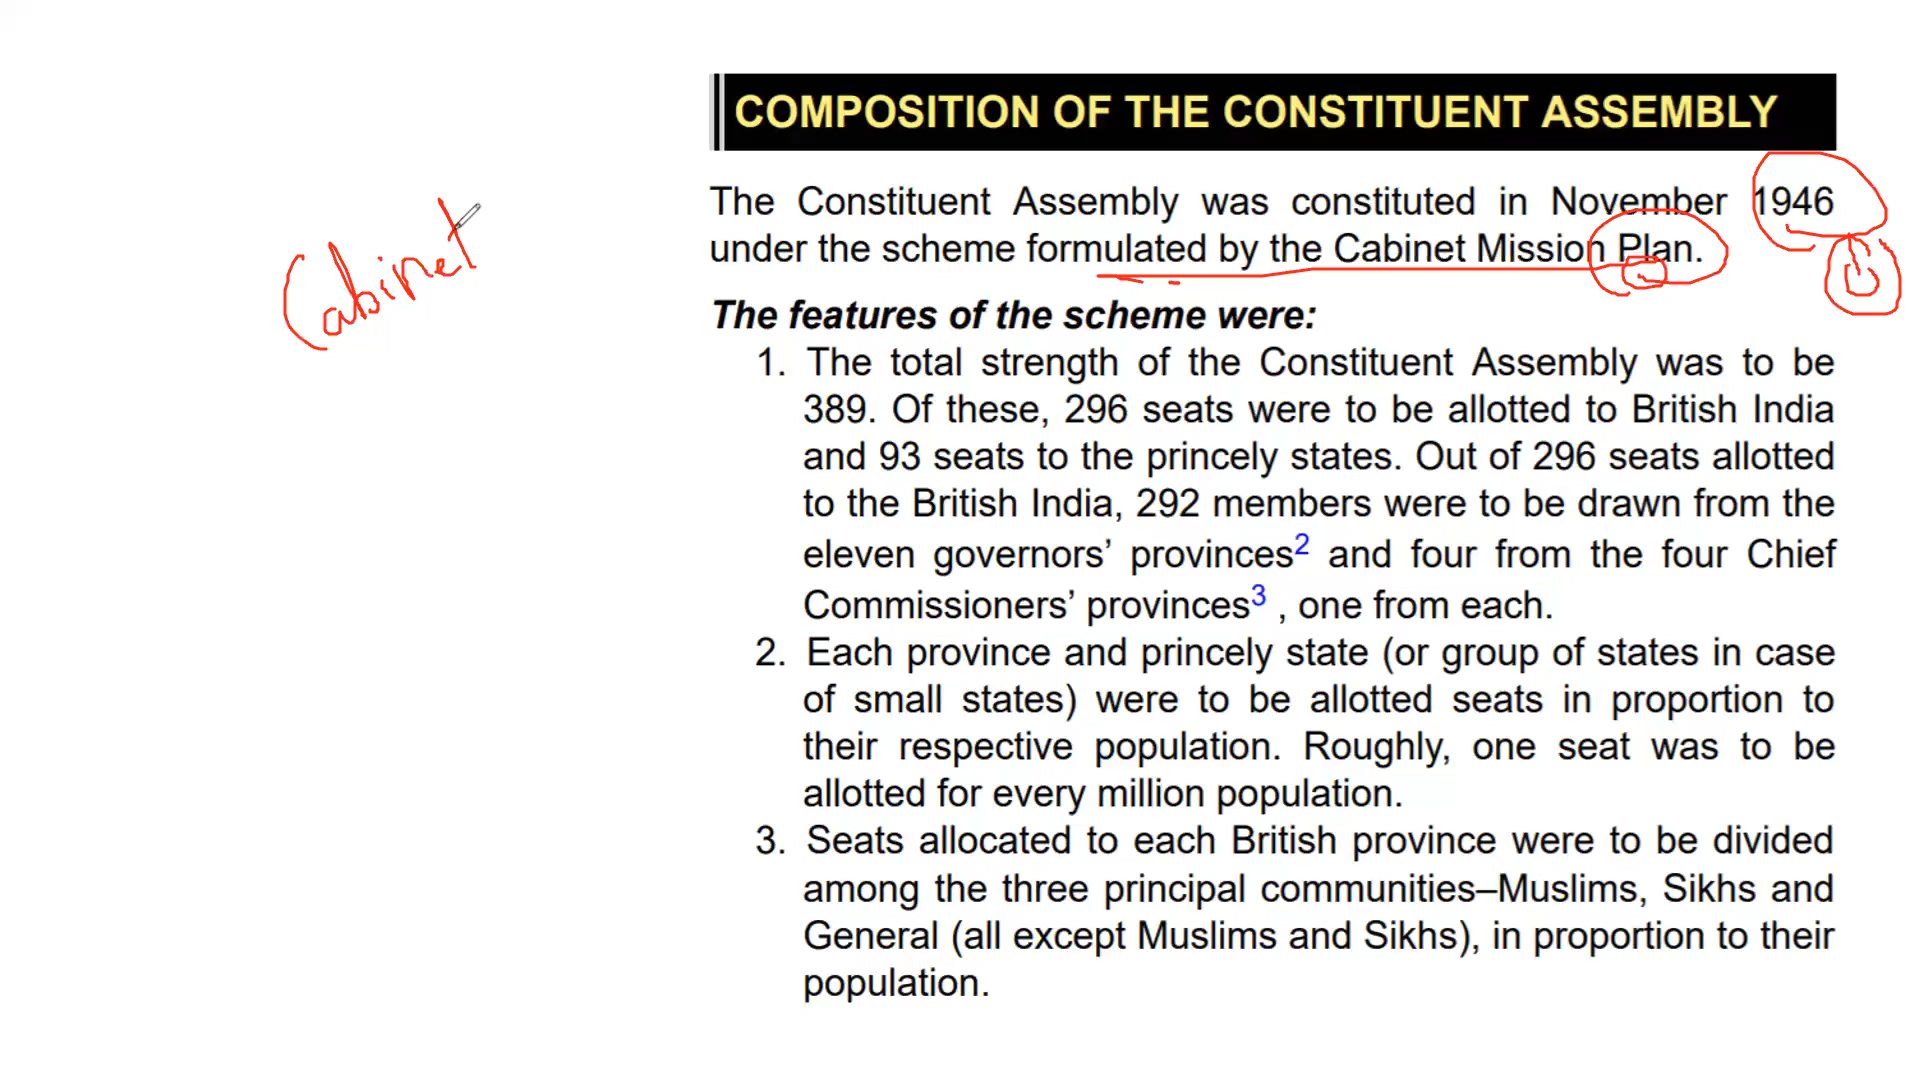 COMPOSITION OF THE CONSTITUENT ASSEMBLY
The Constituent Assembly was constituted in November 1946
under the scheme formulated by the Cabinet Mission Plan.
Cabinet
The features of the scheme were:
1. The total strength of the Constituent Assembly was to be
389. Of these, 296 seats were to be allotted to British India
and 93 seats to the princely states. Out of 296 seats allotted
to the British India, 292 members were to be drawn from the
eleven governors’ provinces2 and four from the four Chief
Commissioners’ provinces3 , one from each.
2. Each province and princely state (or group of states in case
of small states) were to be allotted seats in proportion to
their respective population. Roughly, one seat was to be
allotted for every million population.
3. Seats allocated to each British province were to be divided
among the three principal communities–Muslims, Sikhs and
General (all except Muslims and Sikhs), in proportion to their
population.